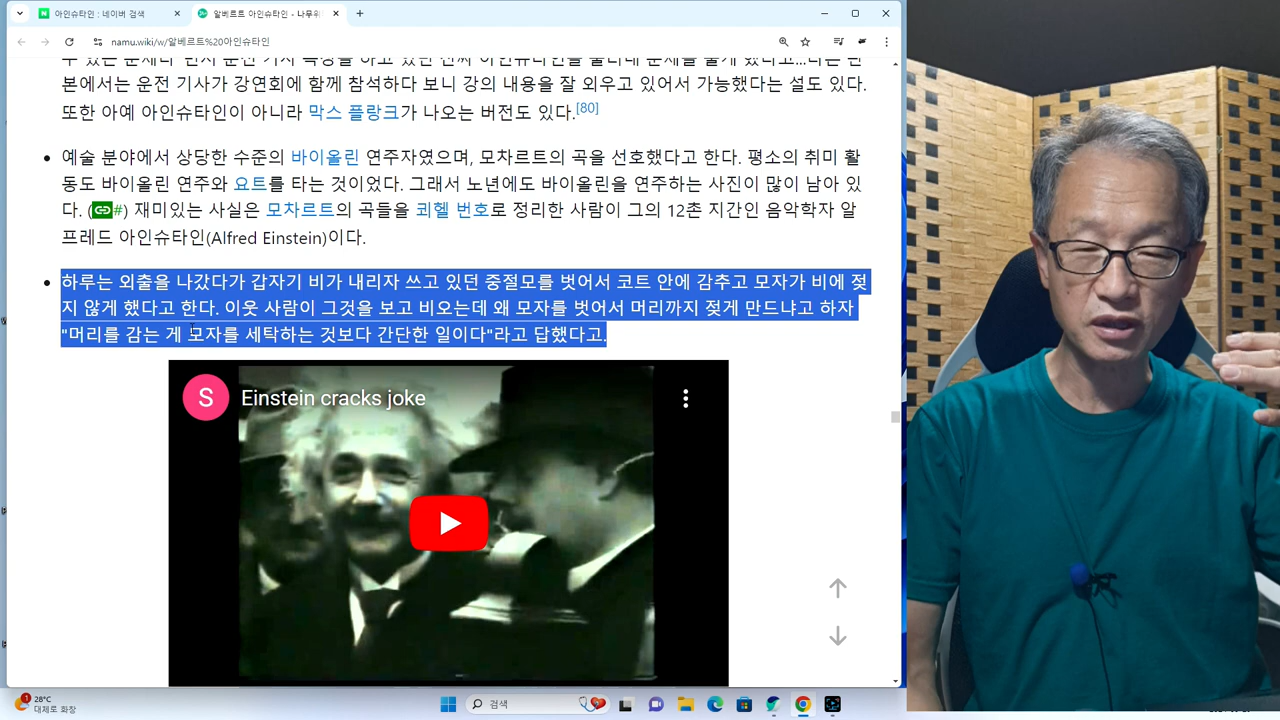 아인슈타인 : 네이버 검색
알베르트 아인슈타인 - 나무위
namu.wiki/w/알베르트%20아인슈타인
본에서는 운전 기사가 강연회에 함께 참석하다 보니 강의 내용을 잘 외우고 있어서 가능했다는 설도 있다.
또한 아예 아인슈타인이 아니라 막스 플랑크가 나오는 버전도 있다.[80]
예술 분야에서 상당한 수준의 바이올린 연주자였으며, 모차르트의 곡을 선호했다고 한다. 평소의 취미 활
동도 바이올린 연주와 요트를 타는 것이었다. 그래서 노년에도 바이올린을 연주하는 사진이 많이 남아 있
다. (#) 재미있는 사실은 모차르트의 곡들을 쾨헬 번호로 정리한 사람이 그의 12촌 지간인 음악학자 알
프레드 아인슈타인(Alfred Einstein)이다.
하루는 외출을 나갔다가 갑자기 비가 내리자 쓰고 있던 중절모를 벗어서 코트 안에 감추고 모자가 비에 젖
지 않게 했다고 한다. 이웃 사람이 그것을 보고 비오는데 왜 모자를 벗어서 머리까지 젖게 만드냐고 하자
"머리를 감는 게 모자를 세탁하는 것보다 간단한 일이다"라고 답했다고.
S Einstein cracks joke
1
28°C
대체로 화창
검색